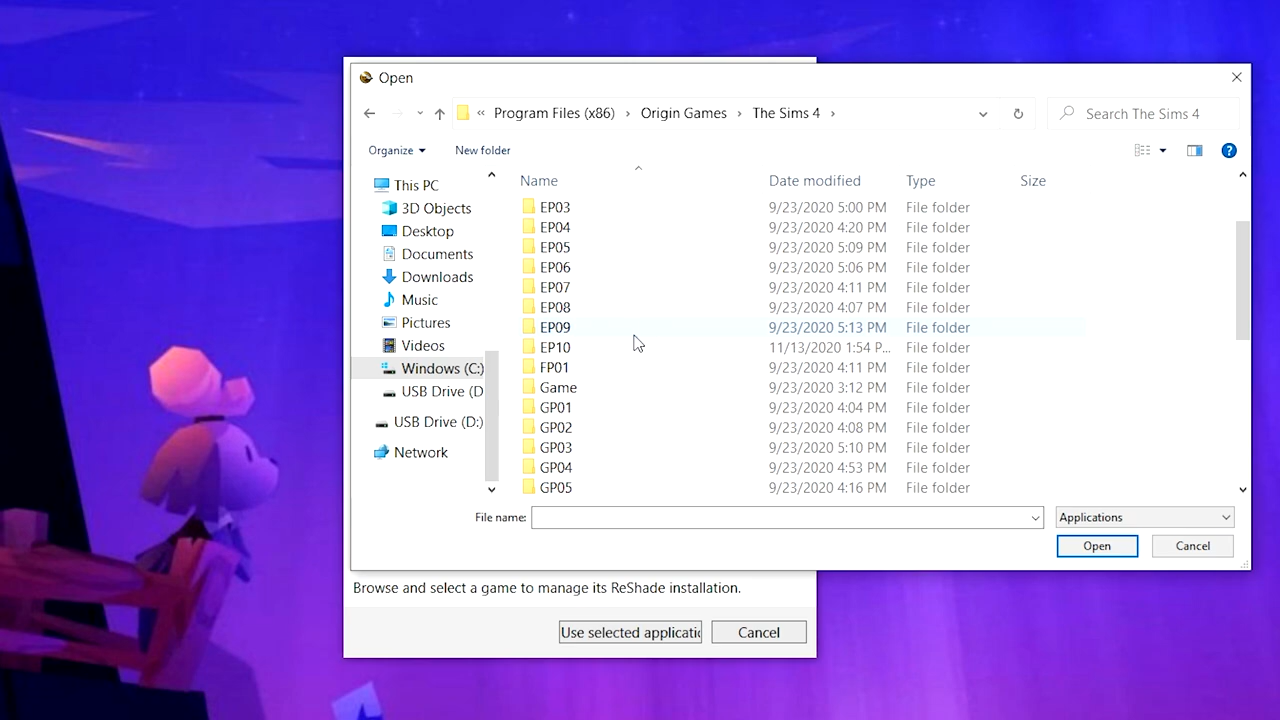 Open
« Program Files (x86) › Origin Games › The Sims 4 ›
Search The Sims 4
Organize
New folder
This PC
3D Objects
Desktop
Documents
Downloads
Music
Pictures
Videos
Windows (C:)
USB Drive (D
USB Drive (D:)
Network
Name Date modified Type Size
EP03 9/23/2020 5:00 PM File folder
EP04 9/23/2020 4:20 PM File folder
EP05 9/23/2020 5:09 PM File folder
EP06 9/23/2020 5:06 PM File folder
EP07 9/23/2020 4:11 PM File folder
EP08 9/23/2020 4:07 PM File folder
EP09 9/23/2020 5:13 PM File folder
EP10 11/13/2020 1:54 P... File folder
FP01 9/23/2020 4:11 PM File folder
Game 9/23/2020 3:12 PM File folder
GP01 9/23/2020 4:04 PM File folder
GP02 9/23/2020 4:08 PM File folder
GP03 9/23/2020 5:10 PM File folder
GP04 9/23/2020 4:53 PM File folder
GP05 9/23/2020 4:16 PM File folder
File name:
Applications
Open
Cancel
Browse and select a game to manage its ReShade installation.
Use selected applicatio
Cancel